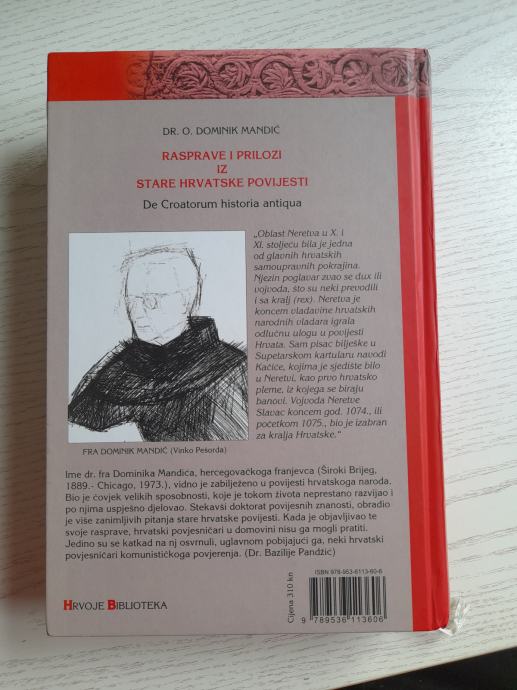 DR. O. DOMINIK MANDIĆ
RASPRAVE I PRILOZI
IZ
STARE HRVATSKE POVIJESTI
De Croatorum historia antiqua
„Oblast Neretva u X. i
XI. stoljeću bila je jedna
od glavnih hrvatskih
samoupravnih pokrajina.
Njezin poglavar zvao se dux ili
vojvoda, što su neki prevodili
i sa kralj (rex). Neretva je
koncem vladavine hrvatskih
narodnih vladara igrala
odlučnu ulogu u povijesti
Hrvata. Sam pisac bilješke u
Supetarskom kartularu navodi
Kačiće, kojima je sjedište bilo
u Neretvi, kao prvo hrvatsko
pleme, iz kojega se biraju
banovi. Vojvoda Neretve
Slavac koncem god. 1074., ili
početkom 1075., bio je izabran
za kralja Hrvatske.“
FRA DOMINIK MANDIĆ (Vinko Pešorda)
Ime dr. fra Dominika Mandića, hercegovačkoga franjevca (Široki Brijeg,
1889.- Chicago, 1973.), vidno je zabilježeno u povijesti hrvatskoga naroda.
Bio je čovjek velikih sposobnosti, koje je tokom života neprestano razvijao i
po njima uspješno djelovao. Stekavši doktorat povijesnih znanosti, obradio
je više zanimljivih pitanja stare hrvatske povijesti. Kada je objavljivao te
svoje rasprave, hrvatski povjesničari u domovini nisu ga mogli pratiti.
Jedino su se katkad na nj osvrnuli, uglavnom pobijajući ga, neki hrvatski
povjesničari komunističkoga povjerenja. (Dr. Bazilije Pandžić)
HRVOJE BIBLIOTEKA
Cijena 310 kn
ISBN 978-953-6113-60-6
9 789536 113606